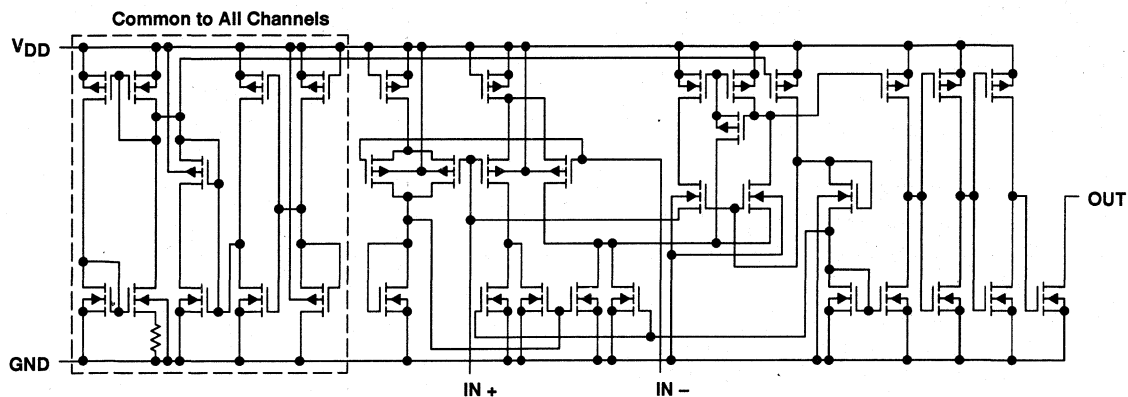 Common to All Channels
VDD
OUT
GND
IN +
IN −